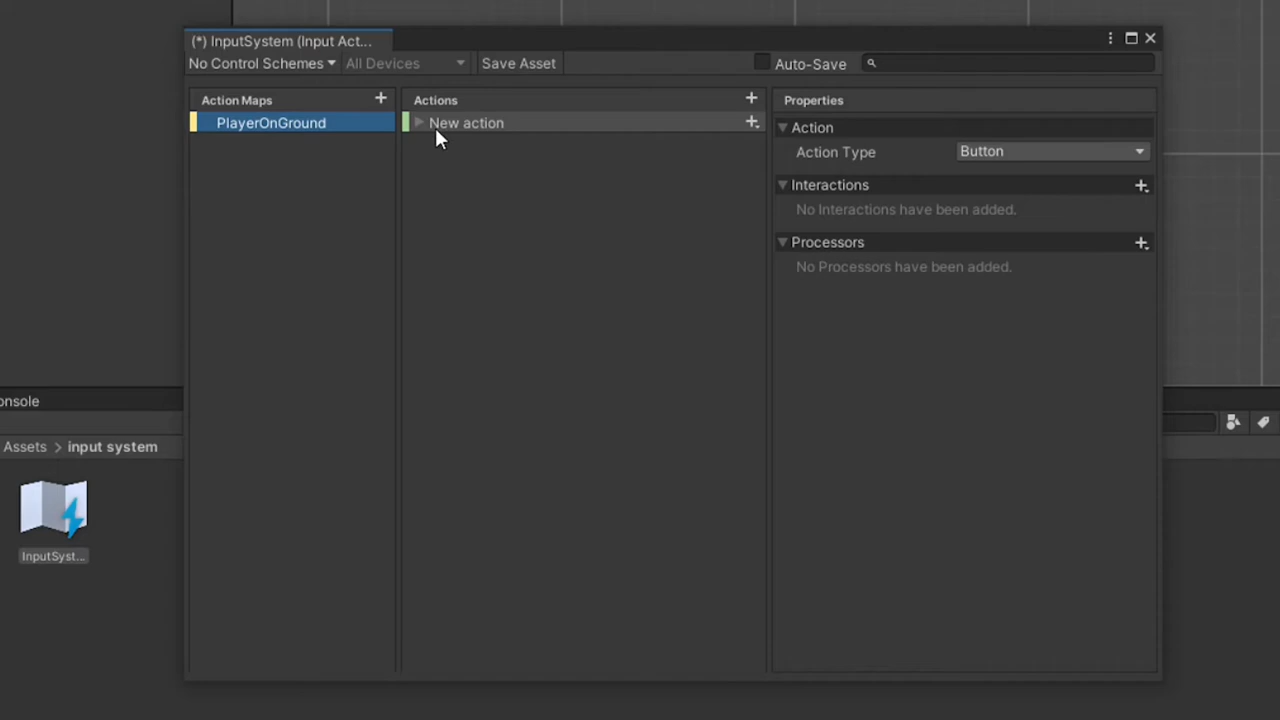 (*) InputSystem (Input Act...
No Control Schemes
All Devices
Save Asset
Auto-Save
Action Maps
Actions
Properties
PlayerOnGround
New action
Action
Action Type
Button
Interactions
No Interactions have been added.
Processors
No Processors have been added.
onsole
Assets > input system
InputSyst...